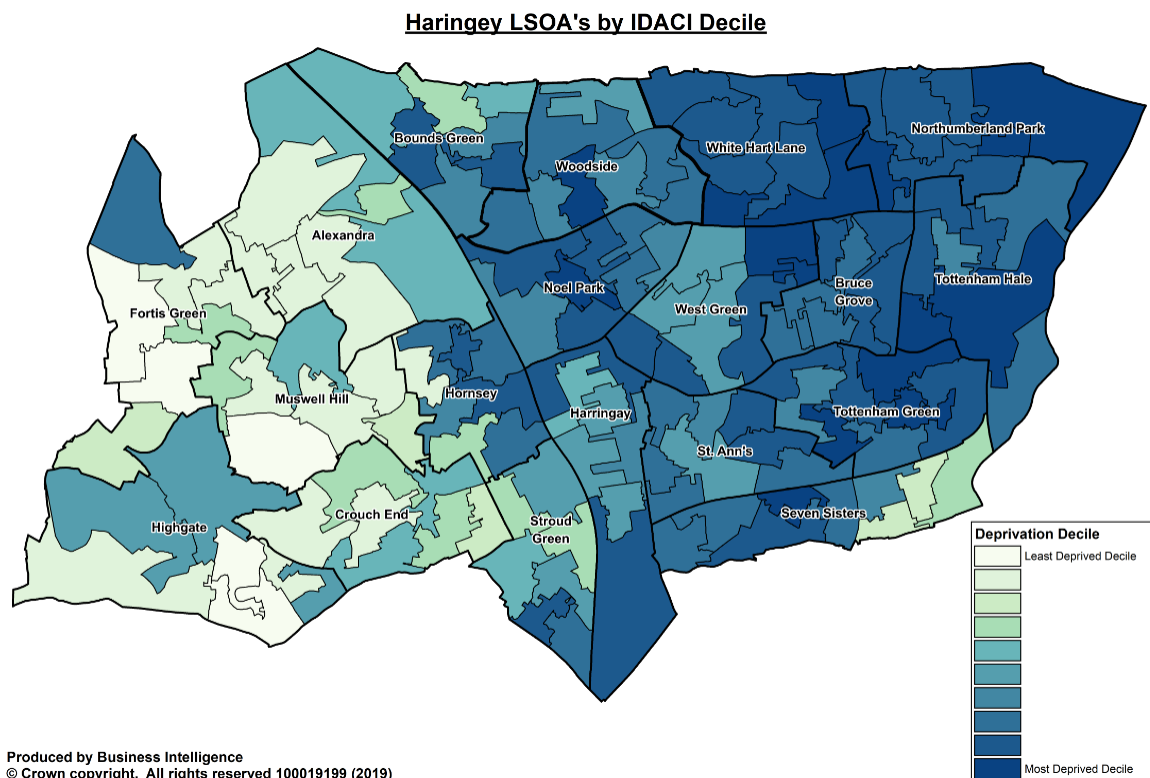 Haringey LSOA's by IDACI Decile
Northumberland Park
Bounds Green
White Hart Lane
Woodside
Alexandra
Tottenham Hale
Noel Park
Bruce
Grove
West Green
Fortis Green
Hornsey
Muswell Hill
Harringay
Tottenham Green
St. Ann's
Crouch End
Seven Sisters
Stroud
Green
Highgate
Deprivation Decile
Least Deprived Decile
Most Deprived Decile
Produced by Business Intelligence
© Crown copyright. All rights reserved 100019199 (2019)